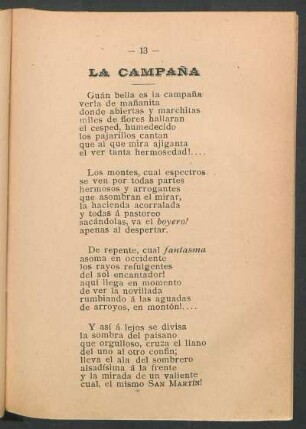 — 13 —
LA CAMPAÑA
Guán bella es la campaña
verla de mañanita
donde abiertas y marchitas
miles de flores hallaran
el cesped, humedecido
los pajarillos cantan
que al que mira ajiganta
el ver tanta hermosedad!....
Los montes, cual espectros
se ven por todas partes
hermosos y arrogantes
que asombran el mirar,
la hacienda acorralada
y todas á pastoreo
sacándolas, va el boyero!
apenas al despertar.
De repente, cual fantasma
asoma en occidente
los rayos refulgentes
del sol encantador!
aquí llega en momento
de ver la novillada
rumbiando á las aguadas
de arroyos, en montón!....
Y así á lejos se divisa
la sombra del paisano
que orgulloso, cruza el llano
del uno al otro confin;
lleva el ala del sombrero
alsadísima á la frente
y la mirada de un valiente
cual, el mismo SAN MARTÍN!